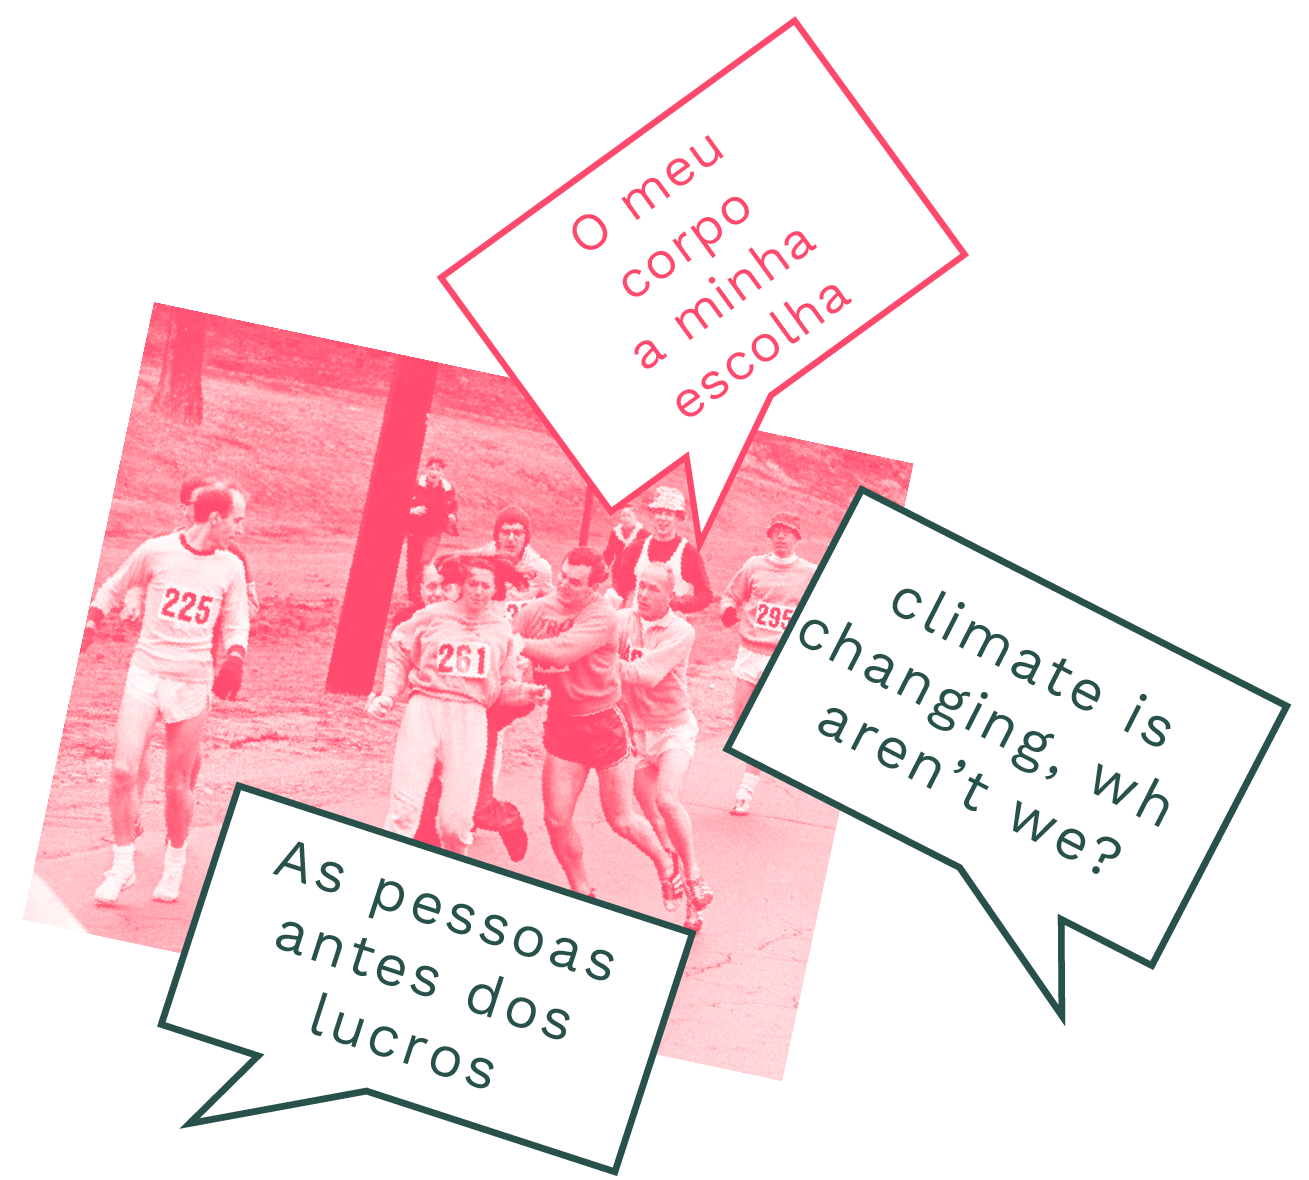 O meu
corpo
a minha
escolha
225
261
295
climate is
changing, wh
aren't we?
As pessoas
antes dos
lucros